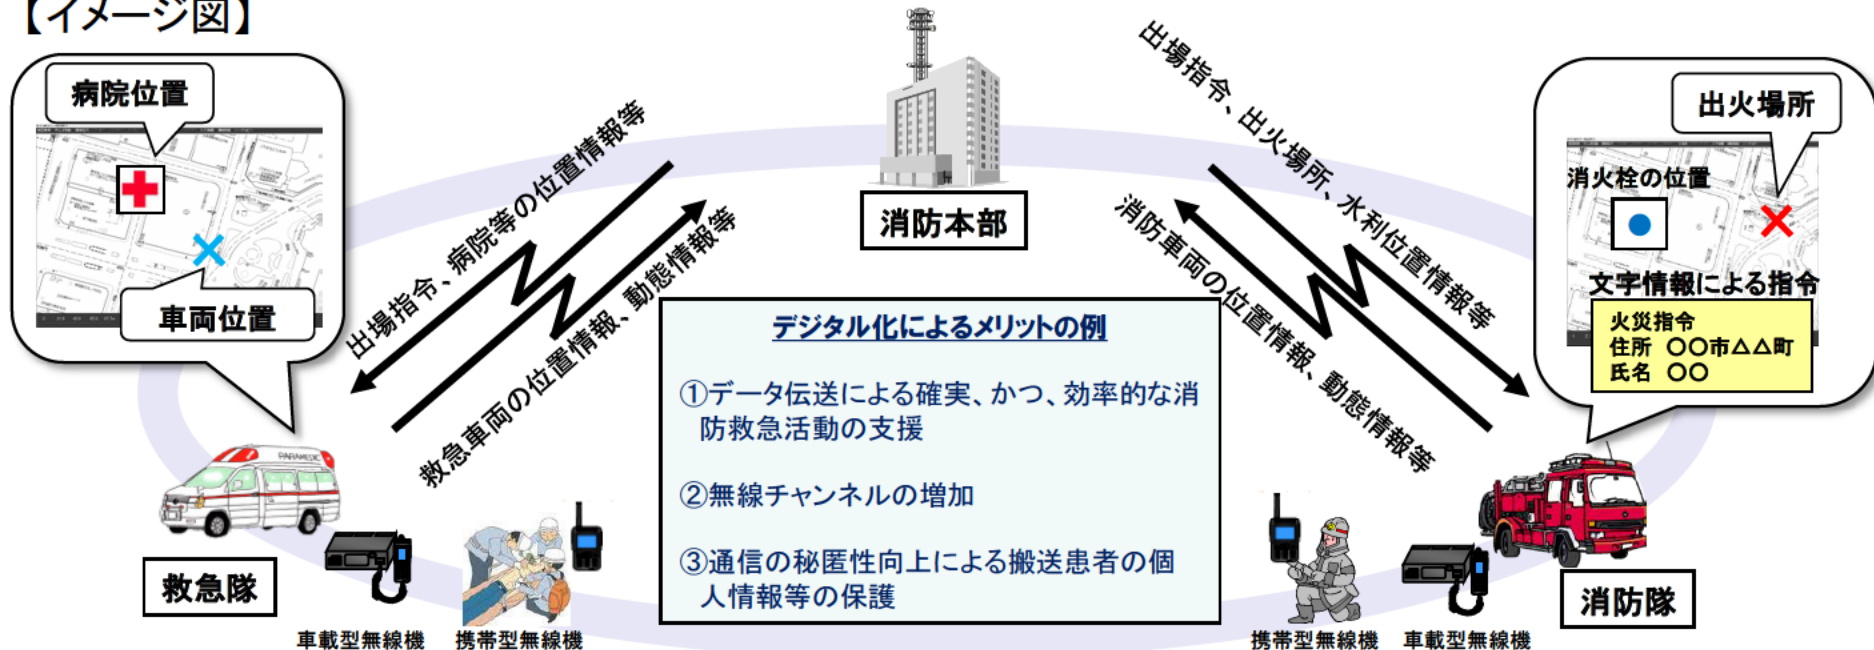 【イメージ図】
病院位置
車両位置
出場指令、病院等の位置情報等
救急車両の位置情報、動態情報等
消防本部
出場指令、出火場所、水利位置情報等
消防車両の位置情報、動態情報等
出火場所
消火栓の位置
文字情報による指令
火災指令
住所 〇〇市△△町
氏名 〇〇
デジタル化によるメリットの例
①データ伝送による確実、かつ、効率的な消
防救急活動の支援
②無線チャンネルの増加
③通信の秘匿性向上による搬送患者の個
人情報等の保護
PARAMEDIC
救急隊
車載型無線機
携帯型無線機
携帯型無線機
車載型無線機
消防隊